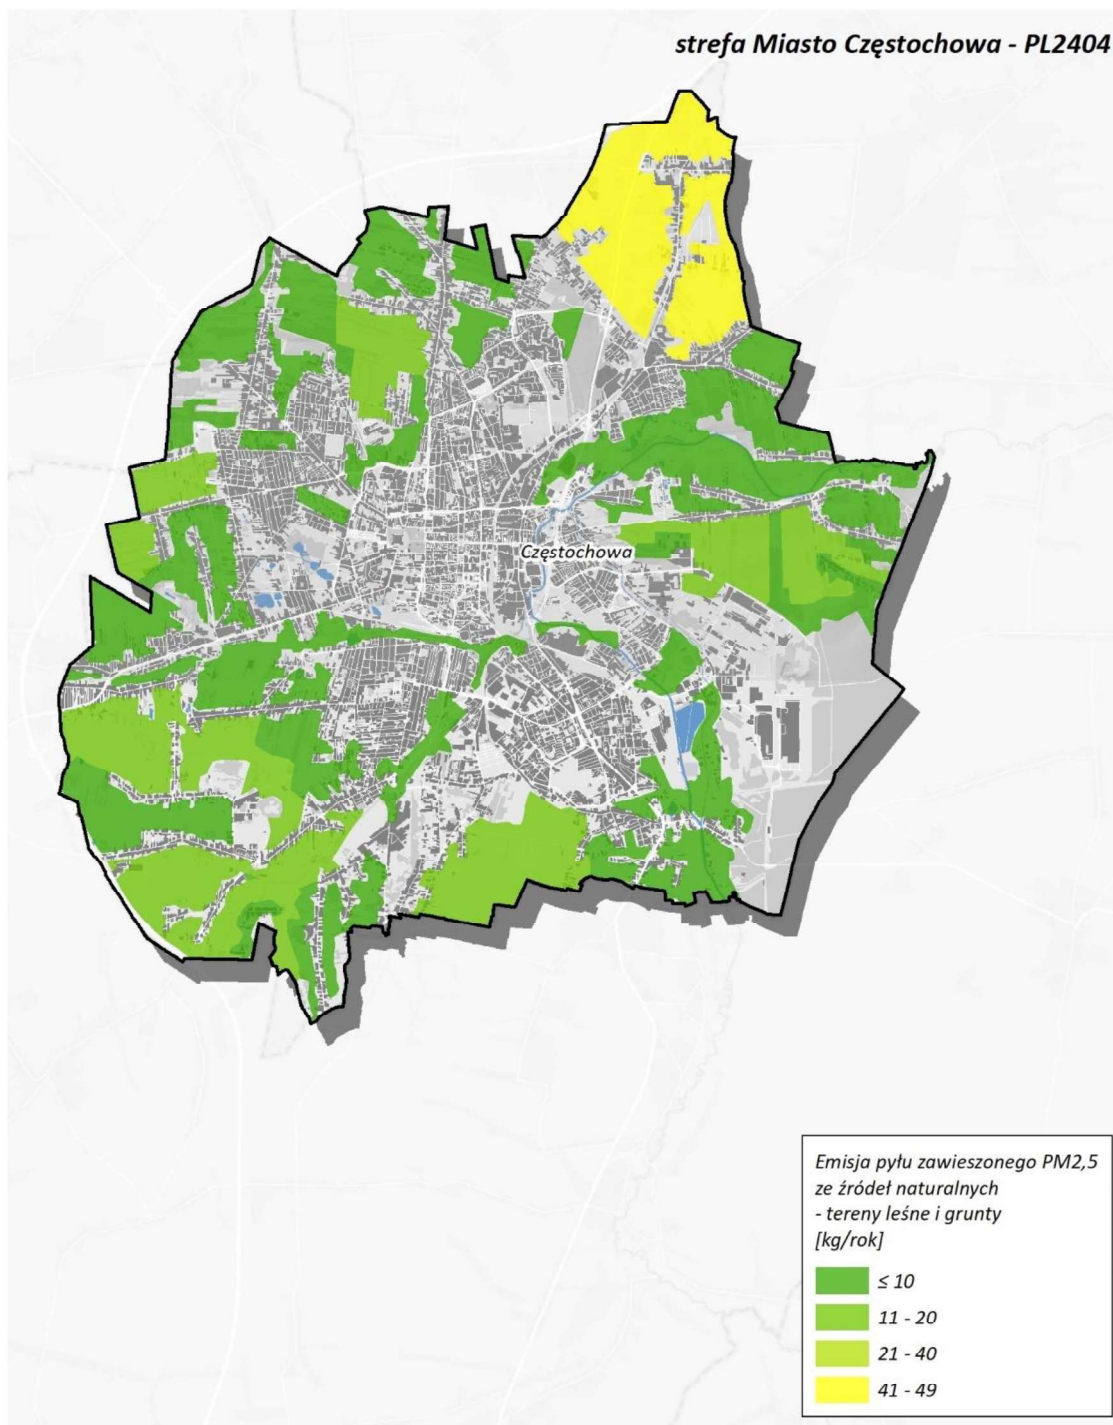 strefa Miasto Częstochowa - PL2404
Częstochowa
Emisja pyłu zawieszonego PM2,5
ze źródeł naturalnych
- tereny leśne i grunty
[kg/rok]
≤ 10
11 - 20
21 - 40
41 - 49